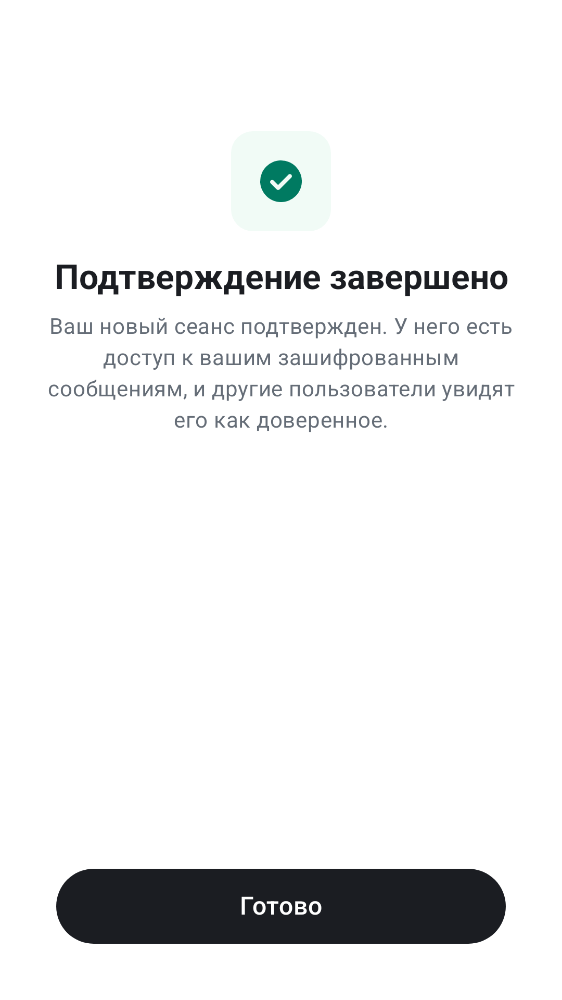 Подтверждение завершено
Ваш новый сеанс подтвержден. У него есть
доступ к вашим зашифрованным
сообщениям, и другие пользователи увидят
его как доверенное.
Готово